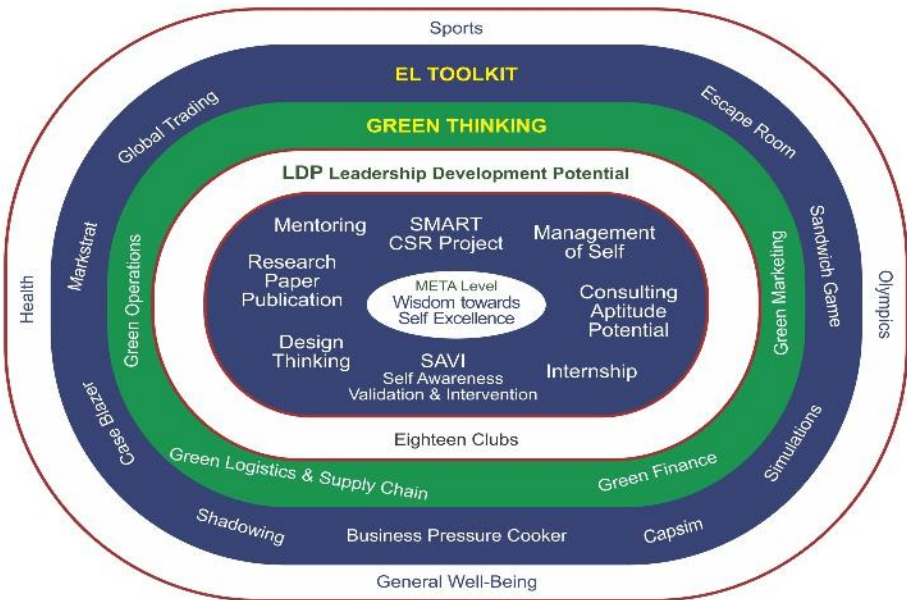 Sports
EL TOOLKIT
Global Trading
Escape Room
GREEN THINKING
LDP Leadership Development Potential
Markstrat
Sandwich Game
Health
Olympics
Green Operations
Green Marketing
Mentoring
SMART
CSR Project
Management
of Self
Research
Paper
Publication
META Level
Wisdom towards
Self Excellence
Consulting
Aptitude
Potential
Design
Thinking
SAVI
Self Awareness
Validation & Intervention
Internship
Eighteen Clubs
Case Blazer
Simulations
Green Logistics & Supply Chain
Green Finance
Shadowing
Business Pressure Cooker
Capsim
General Well-Being